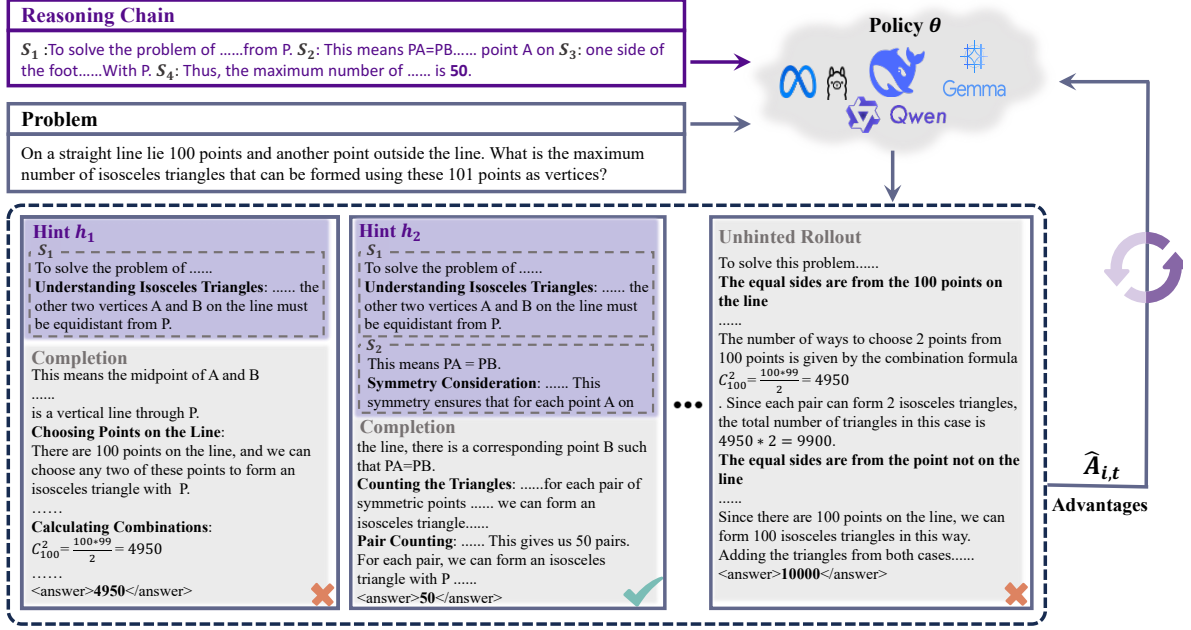 Reasoning Chain
S₁ :To solve the problem of ......from P. S₂: This means PA=PB...... point A on S₃: one side of
the foot......With P. S₄: Thus, the maximum number of ...... is 50.
Problem
On a straight line lie 100 points and another point outside the line. What is the maximum
number of isosceles triangles that can be formed using these 101 points as vertices?
Policy θ
Gemma
Qwen
Hint h₁
S₁
To solve the problem of ......
Understanding Isosceles Triangles: ...... the
other two vertices A and B on the line must
be equidistant from P.
Completion
This means the midpoint of A and B
......
is a vertical line through P.
Choosing Points on the Line:
There are 100 points on the line, and we can
choose any two of these points to form an
isosceles triangle with P.
......
Calculating Combinations:
C²₁₀₀=100*99/2 = 4950
......
<answer>4950</answer>
Hint h₂
S₁
To solve the problem of ......
Understanding Isosceles Triangles: ...... the
other two vertices A and B on the line must
be equidistant from P.
S₂
This means PA = PB.
Symmetry Consideration: ...... This
symmetry ensures that for each point A on
Completion
the line, there is a corresponding point B such
that PA=PB.
Counting the Triangles: ......for each pair of
symmetric points ...... we can form an
isosceles triangle......
Pair Counting: ...... This gives us 50 pairs.
For each pair, we can form an isosceles
triangle with P ......
<answer>50</answer>
Unhinted Rollout
To solve this problem......
The equal sides are from the 100 points on
the line
......
The number of ways to choose 2 points from
100 points is given by the combination formula
C²₁₀₀=100*99/2 = 4950
. Since each pair can form 2 isosceles triangles,
the total number of triangles in this case is
4950 * 2 = 9900.
The equal sides are from the point not on the
line
......
Since there are 100 points on the line, we can
form 100 isosceles triangles in this way.
Adding the triangles from both cases......
<answer>10000</answer>
Â_{i,t}
Advantages